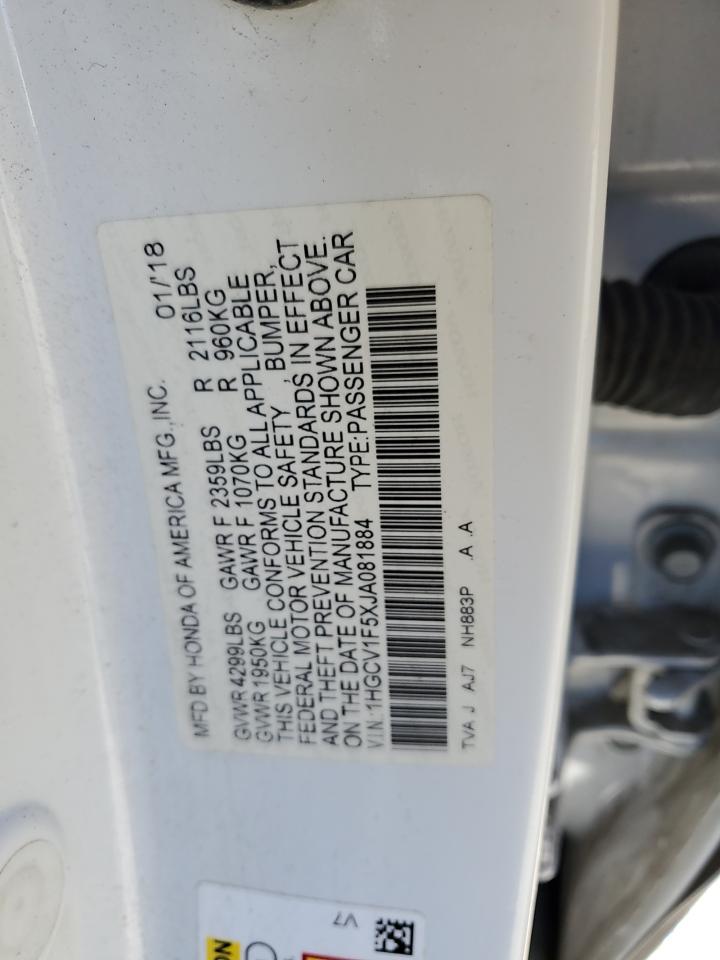 MFD BY HONDA OF AMERICA MFG.,INC. 01/'18
GVWR 4299LBS GAWR F 2359LBS R 2116LBS
GVWR 1950KG GAWR F 1070KG R 960KG
THIS VEHICLE CONFORMS TO ALL APPLICABLE
FEDERAL MOTOR VEHICLE SAFETY , BUMPER,
AND THEFT PREVENTION STANDARDS IN EFFECT
ON THE DATE OF MANUFACTURE SHOWN ABOVE.
V.I.N.:1HGCV1F5XJA081884 TYPE:PASSENGER CAR
TVA J AJ7 NH883P .A .A
V7